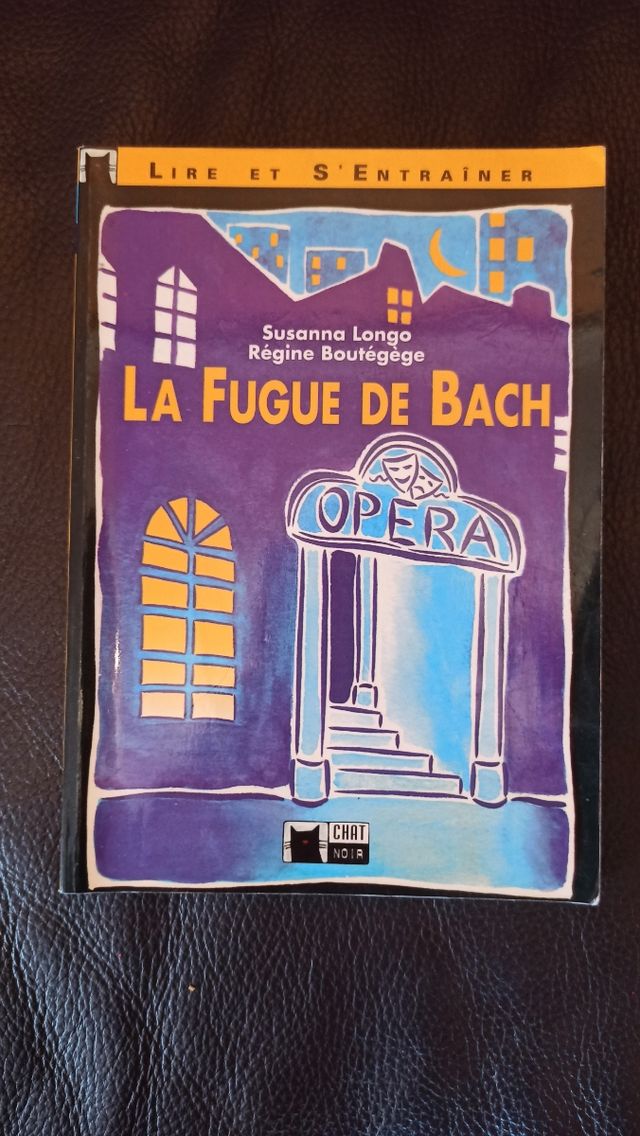 LIRE ET S'ENTRAÎNER
Susanna Longo
Régine Boutégège
LA FUGUE DE BACH
OPERA
CHAT
NOIR